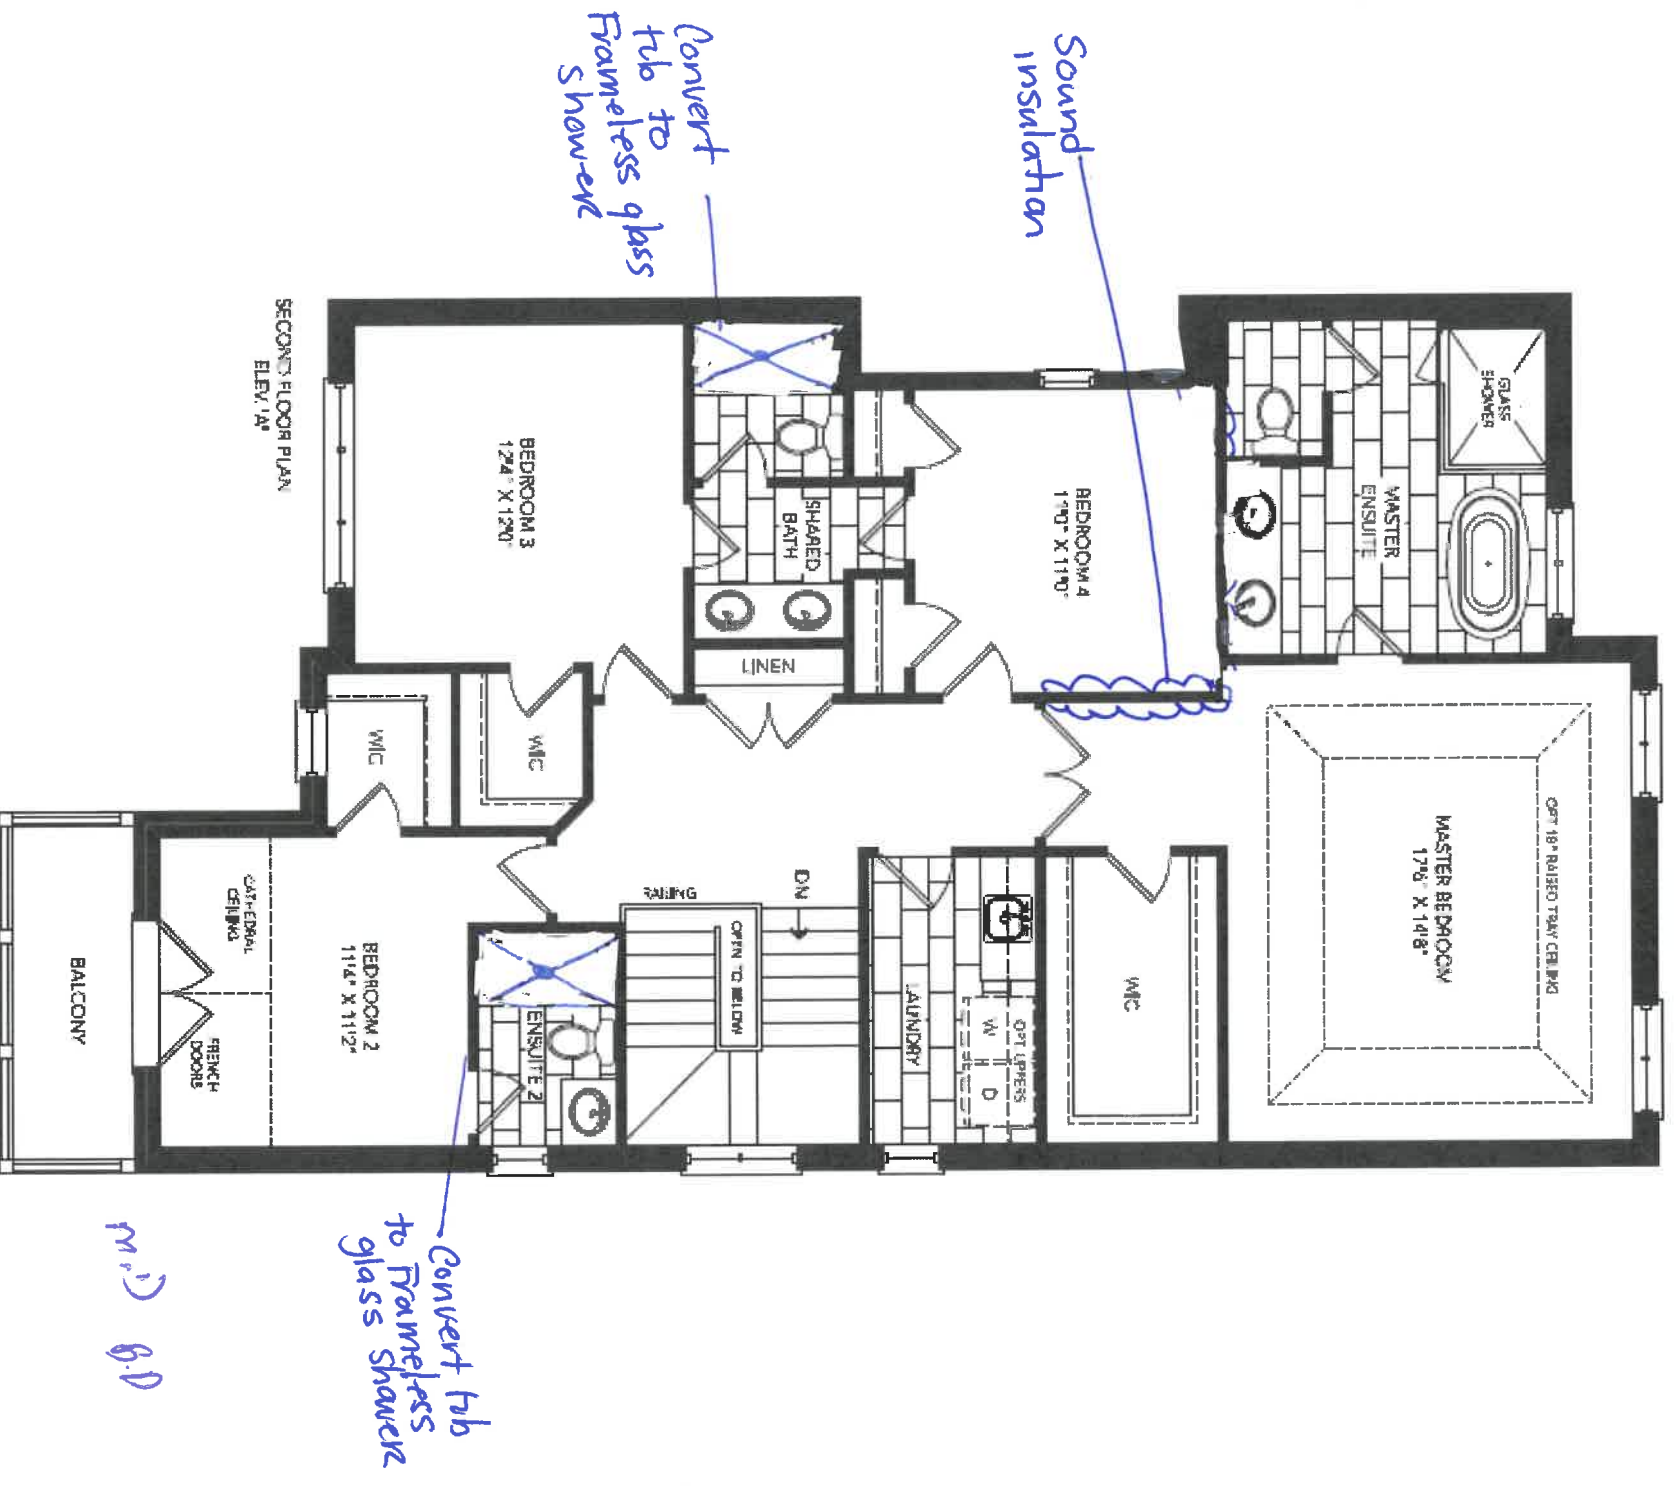 Sound
insulation
Convert
tub to
Frameless glass
shower
GLASS
SHOWER
MASTER
ENSUITE
BEDROOM 4
11'0" X 11'0"
SHARED
BATH
BEDROOM 3
12'4" X 12'0"
SECOND FLOOR PLAN
ELEV. 'A'
LINEN
WIC
WIC
OPT 18" RAISED TRAY CEILING
MASTER BEDROOM
17'6" X 14'8"
WIC
OPT UPPERS
W H D
LAUNDRY
DN
OPEN TO BELOW
RAILING
ENSUITE 2
BEDROOM 2
11'4" X 11'2"
CATHEDRAL
CEILING
FRENCH
DOORS
BALCONY
Convert tub
to Frameless
glass shower